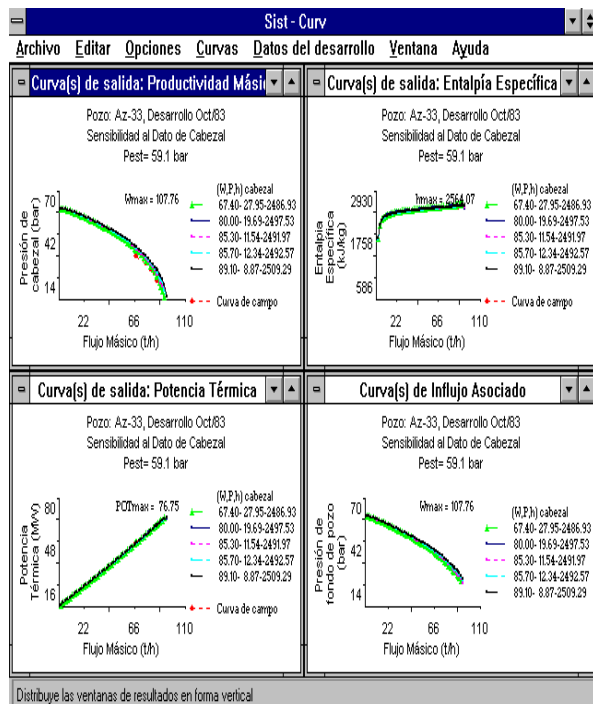 Sist - Curv
Archivo Editar Opciones Curvas Datos del desarrollo Ventana Ayuda
Curva(s) de salida: Productividad Mási
Pozo: Az-33, Desarrollo Oct/83
Sensibilidad al Dato de Cabezal
Pest= 59.1 bar
Presión de cabezal (bar)
70
42
14
Wmax = 107.76
(W,P,h) cabezal
67.40- 27.95-2486.93
80.00- 19.69-2497.53
85.30- 11.54-2491.97
85.70- 12.34-2492.57
89.10- 8.87-2509.29
Curva de campo
22 66 110
Flujo Másico (t/h)
Curva(s) de salida: Entalpía Específica
Pozo: Az-33, Desarrollo Oct/83
Sensibilidad al Dato de Cabezal
Pest= 59.1 bar
Entalpía Específica (kJ/kg)
2930
1758
586
hmax = 2564.07
(W,P,h) cabezal
67.40- 27.95-2486.93
80.00- 19.69-2497.53
85.30- 11.54-2491.97
85.70- 12.34-2492.57
89.10- 8.87-2509.29
Curva de campo
22 66 110
Flujo Másico (t/h)
Curva(s) de salida: Potencia Térmica
Pozo: Az-33, Desarrollo Oct/83
Sensibilidad al Dato de Cabezal
Pest= 59.1 bar
Potencia Térmica (MW)
80
48
16
POTmax = 76.75
(W,P,h) cabezal
67.40- 27.95-2486.93
80.00- 19.69-2497.53
85.30- 11.54-2491.97
85.70- 12.34-2492.57
89.10- 8.87-2509.29
Curva de campo
22 66 110
Flujo Másico (t/h)
Curva(s) de Influjo Asociado
Pozo: Az-33, Desarrollo Oct/83
Sensibilidad al Dato de Cabezal
Pest= 59.1 bar
Presión de fondo de pozo (bar)
70
42
14
Wmax = 107.76
(W,P,h) cabezal
67.40- 27.95-2486.93
80.00- 19.69-2497.53
85.30- 11.54-2491.97
85.70- 12.34-2492.57
89.10- 8.87-2509.29
22 66 110
Flujo Másico (t/h)
Distribuye las ventanas de resultados en forma vertical